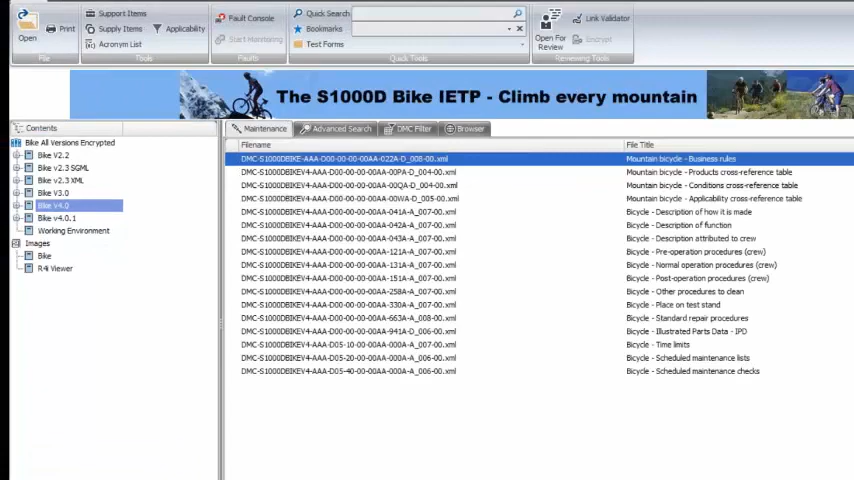 Support Items
Fault Console
Quick Search
Link Validator
Open
Print
Supply Items
Applicability
Start Monitoring
Bookmarks
Open For
Review
Encrypt
Acronym List
Test Forms
File
Tools
Faults
Quick Tools
Reviewing Tools
The S1000D Bike IETP - Climb every mountain
Contents
Maintenance
Advanced Search
DMC Filter
Browser
Bike All Versions Encrypted
Bike V2.2
Bike v2.3 SGML
Bike v2.3 XML
Bike V3.0
Bike V4.0
Bike v4.0.1
Working Environment
Images
Bike
R4i Viewer
Filename File Title
DMC-S1000DBIKE-AAA-D00-00-00-00AA-022A-D_008-00.xml Mountain bicycle - Business rules
DMC-S1000DBIKEV4-AAA-D00-00-00-00AA-00PA-D_004-00.xml Mountain bicycle - Products cross-reference table
DMC-S1000DBIKEV4-AAA-D00-00-00-00AA-00QA-D_004-00.xml Mountain bicycle - Conditions cross-reference table
DMC-S1000DBIKEV4-AAA-D00-00-00-00AA-00WA-D_005-00.xml Mountain bicycle - Applicability cross-reference table
DMC-S1000DBIKEV4-AAA-D00-00-00-00AA-041A-A_007-00.xml Bicycle - Description of how it is made
DMC-S1000DBIKEV4-AAA-D00-00-00-00AA-042A-A_007-00.xml Bicycle - Description of function
DMC-S1000DBIKEV4-AAA-D00-00-00-00AA-043A-A_007-00.xml Bicycle - Description attributed to crew
DMC-S1000DBIKEV4-AAA-D00-00-00-00AA-121A-A_007-00.xml Bicycle - Pre-operation procedures (crew)
DMC-S1000DBIKEV4-AAA-D00-00-00-00AA-131A-A_007-00.xml Bicycle - Normal operation procedures (crew)
DMC-S1000DBIKEV4-AAA-D00-00-00-00AA-151A-A_007-00.xml Bicycle - Post-operation procedures (crew)
DMC-S1000DBIKEV4-AAA-D00-00-00-00AA-258A-A_007-00.xml Bicycle - Other procedures to clean
DMC-S1000DBIKEV4-AAA-D00-00-00-00AA-330A-A_007-00.xml Bicycle - Place on test stand
DMC-S1000DBIKEV4-AAA-D00-00-00-00AA-663A-A_008-00.xml Bicycle - Standard repair procedures
DMC-S1000DBIKEV4-AAA-D00-00-00-00AA-941A-D_006-00.xml Bicycle - Illustrated Parts Data - IPD
DMC-S1000DBIKEV4-AAA-D05-10-00-00AA-000A-A_007-00.xml Bicycle - Time limits
DMC-S1000DBIKEV4-AAA-D05-20-00-00AA-000A-A_006-00.xml Bicycle - Scheduled maintenance lists
DMC-S1000DBIKEV4-AAA-D05-40-00-00AA-000A-A_006-00.xml Bicycle - Scheduled maintenance checks